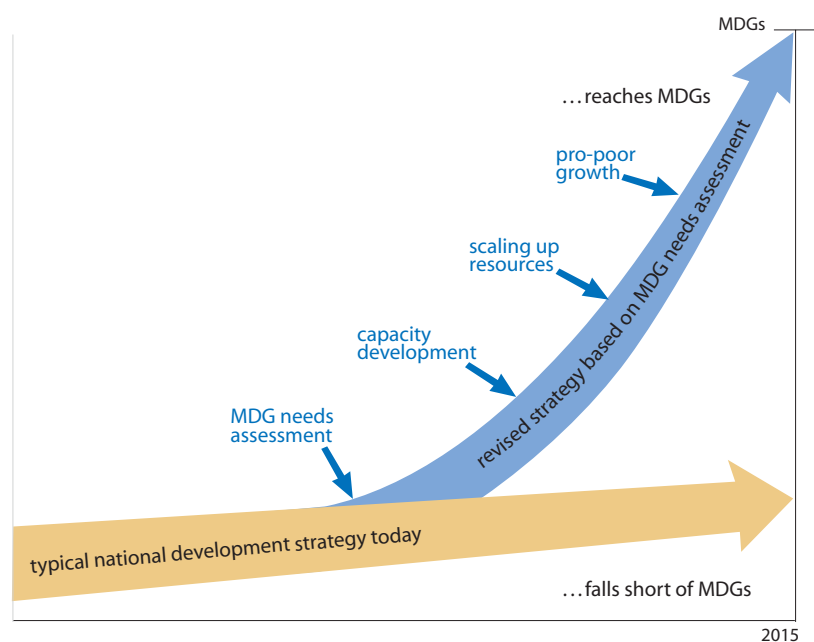 MDGs
…reaches MDGs
pro-poor
growth
scaling up
resources
capacity
development
MDG needs
assessment
revised strategy based on MDG needs assessment
typical national development strategy today
…falls short of MDGs
2015